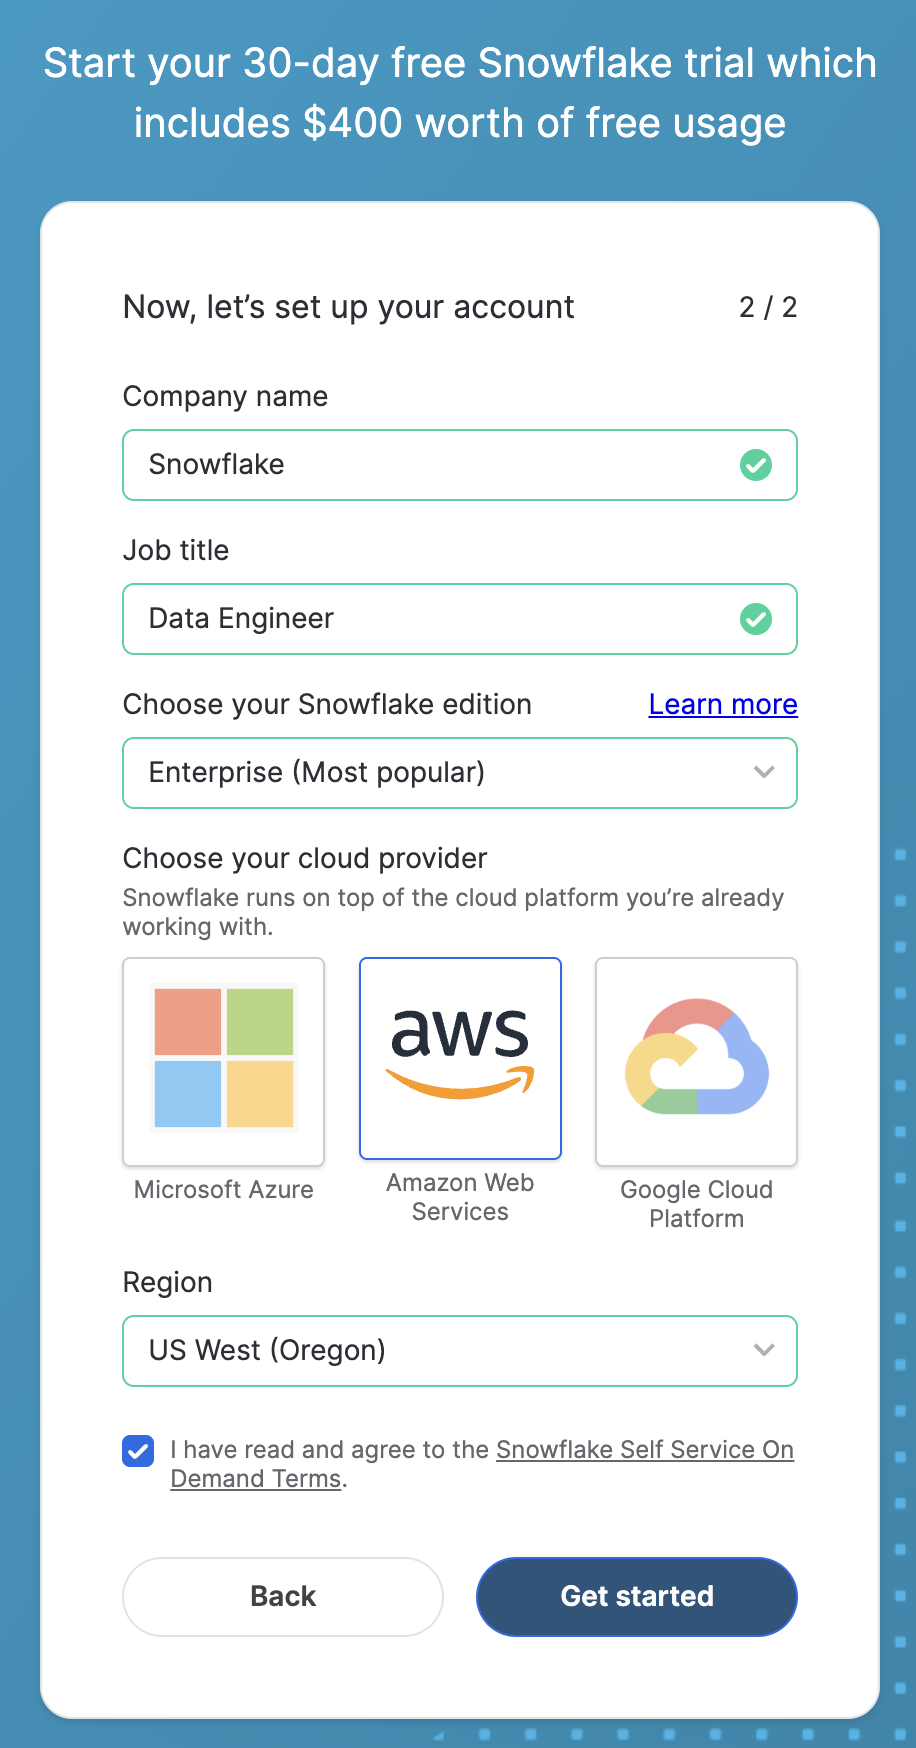 Start your 30-day free Snowflake trial which
includes $400 worth of free usage
Now, let’s set up your account
2 / 2
Company name
Snowflake
Job title
Data Engineer
Choose your Snowflake edition
Learn more
Enterprise (Most popular)
Choose your cloud provider
Snowflake runs on top of the cloud platform you’re already
working with.
aws
Microsoft Azure
Amazon Web
Services
Google Cloud
Platform
Region
US West (Oregon)
I have read and agree to the Snowflake Self Service On
Demand Terms.
Back
Get started